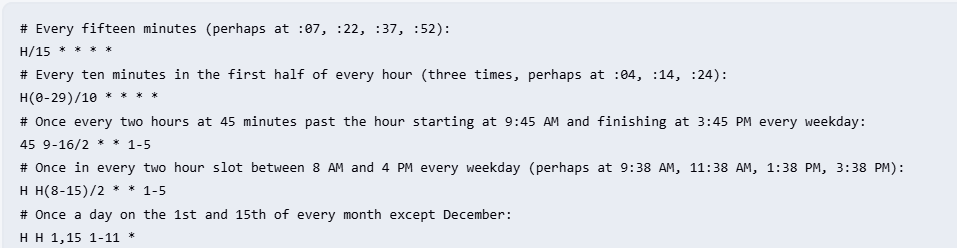 # Every fifteen minutes (perhaps at :07, :22, :37, :52):
H/15 * * * *
# Every ten minutes in the first half of every hour (three times, perhaps at :04, :14, :24):
H(0-29)/10 * * * *
# Once every two hours at 45 minutes past the hour starting at 9:45 AM and finishing at 3:45 PM every weekday:
45 9-16/2 * * 1-5
# Once in every two hour slot between 8 AM and 4 PM every weekday (perhaps at 9:38 AM, 11:38 AM, 1:38 PM, 3:38 PM):
H H(8-15)/2 * * 1-5
# Once a day on the 1st and 15th of every month except December:
H H 1,15 1-11 *